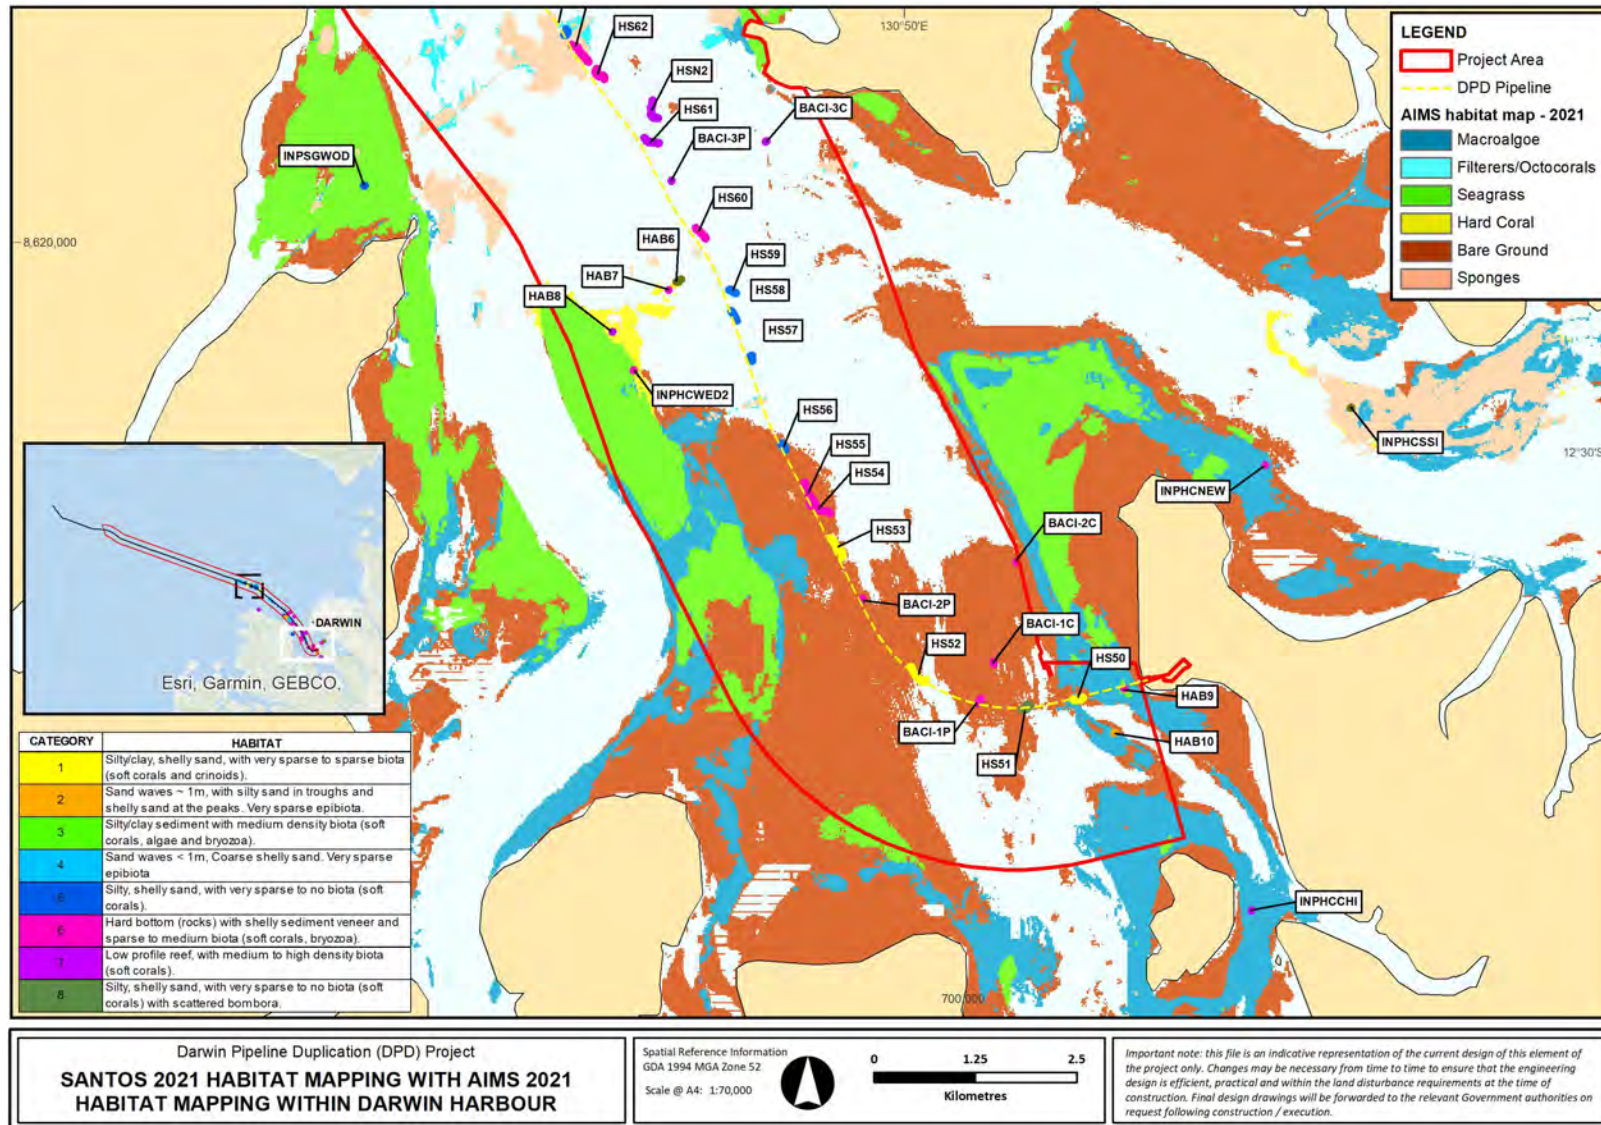 130°50'E
LEGEND
Project Area
DPD Pipeline
AIMS habitat map - 2021
Macroalgoe
Filterers/Octocorals
Seagrass
Hard Coral
Bare Ground
Sponges
HS62
HSN2
HS61
BACI-3C
BACI-3P
INPSGWOD
HS60
8,620,000
HAB6
HS59
HAB7
HS58
HAB8
HS57
INPHCWED2
HS56
HS55
HS54
INPHCSSI
12°30'S
INPHCNEW
HS53
BACI-2C
BACI-2P
BACI-1C
HS52
HS50
HAB9
BACI-1P
HAB10
HS51
INPHCCHI
700,000
DARWIN
Esri, Garmin, GEBCO,
CATEGORY HABITAT
1 Silty/clay, shelly sand, with very sparse to sparse biota
(soft corals and crinoids).
2 Sand waves ~ 1m, with silty sand in troughs and
shelly sand at the peaks. Very sparse epibiota.
3 Silty/clay sediment with medium density biota (soft
corals, algae and bryozoa).
4 Sand waves < 1m, Coarse shelly sand. Very sparse
epibiota
5 Silty, shelly sand, with very sparse to no biota (soft
corals).
6 Hard bottom (rocks) with shelly sediment veneer and
sparse to medium biota (soft corals, bryozoa).
7 Low profile reef, with medium to high density biota
(soft corals).
8 Silty, shelly sand, with very sparse to no biota (soft
corals) with scattered bombora.
Darwin Pipeline Duplication (DPD) Project
SANTOS 2021 HABITAT MAPPING WITH AIMS 2021
HABITAT MAPPING WITHIN DARWIN HARBOUR
Spatial Reference Information
GDA 1994 MGA Zone 52
Scale @ A4: 1:70,000
0 1.25 2.5
Kilometres
Important note: this file is an indicative representation of the current design of this element of
the project only. Changes may be necessary from time to time to ensure that the engineering
design is efficient, practical and within the land disturbance requirements at the time of
construction. Final design drawings will be forwarded to the relevant Government authorities on
request following construction / execution.